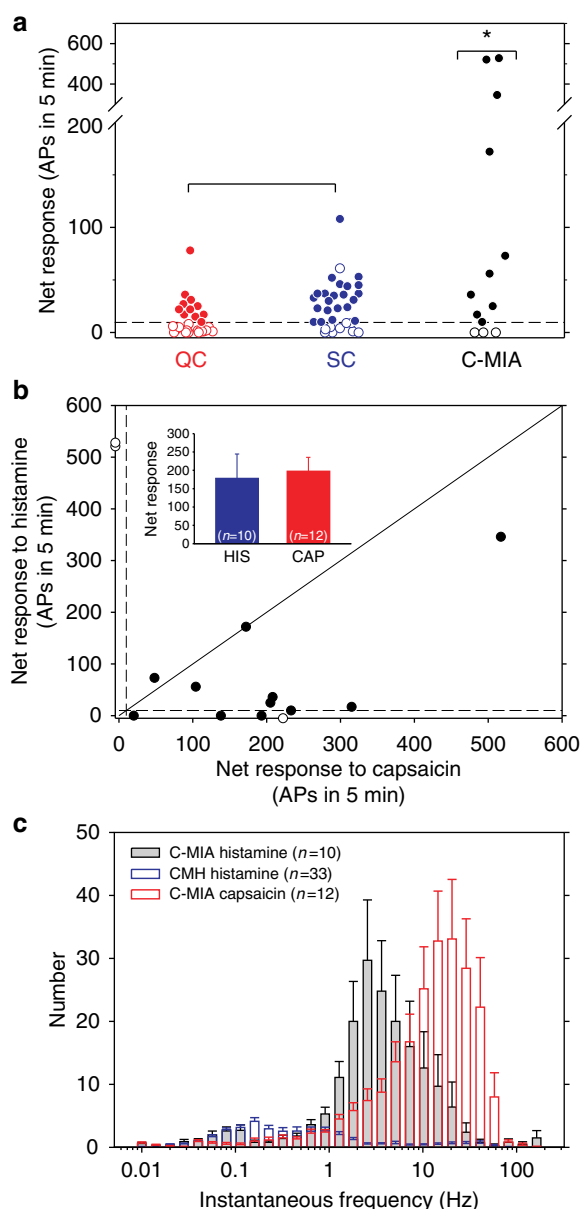 a
Net response (APs in 5 min)
600
400
200
100
0
*
QC
SC
C-MIA
b
Net response to histamine
(APs in 5 min)
600
500
400
300
200
100
0
Net response
300
250
200
150
100
50
0
(n=10)
(n=12)
HIS
CAP
0
100
200
300
400
500
600
Net response to capsaicin
(APs in 5 min)
c
Number
50
40
30
20
10
0
C-MIA histamine (n=10)
CMH histamine (n=33)
C-MIA capsaicin (n=12)
0.01
0.1
1
10
100
Instantaneous frequency (Hz)